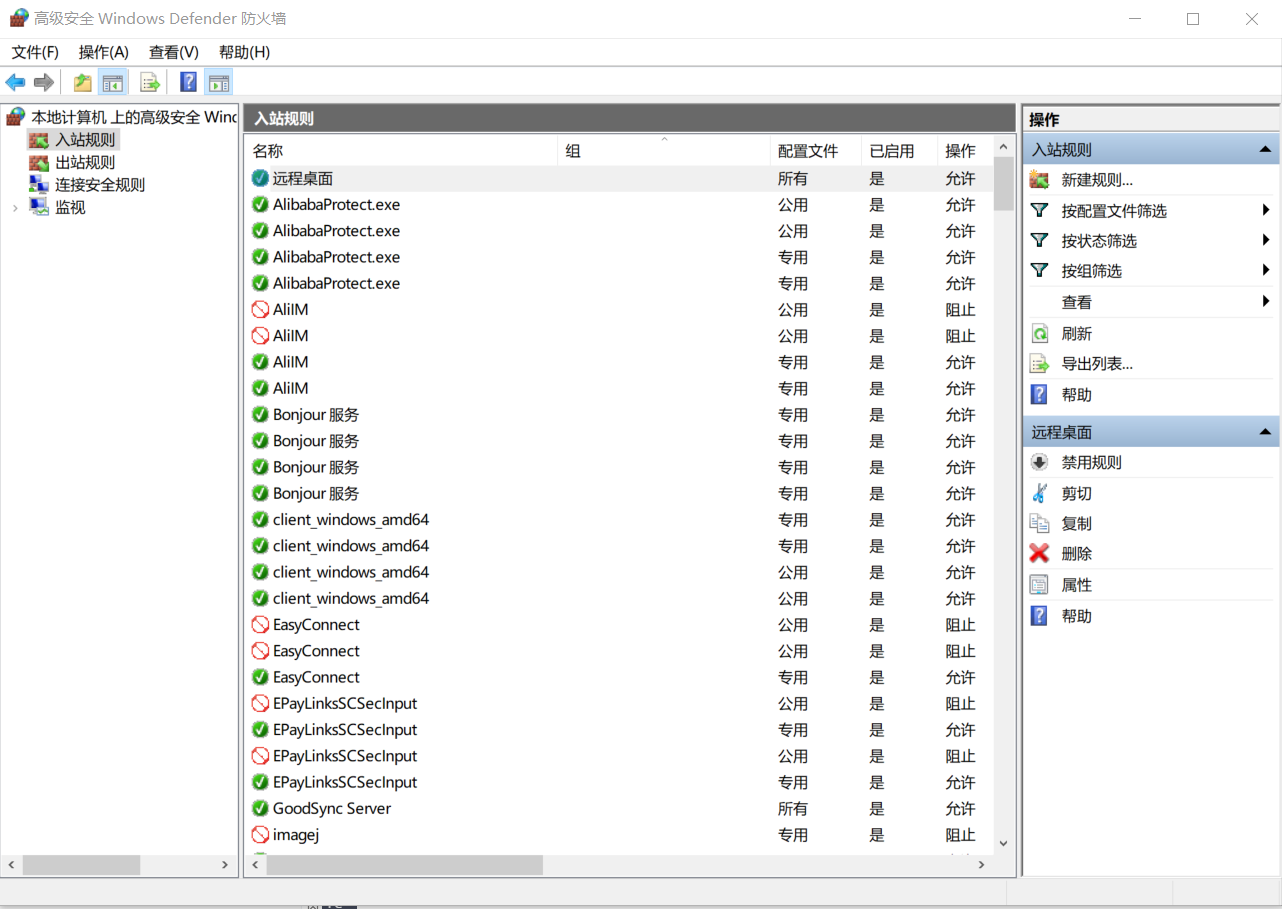 高级安全 Windows Defender 防火墙
文件(F) 操作(A) 查看(V) 帮助(H)
本地计算机 上的高级安全 Wind
入站规则
出站规则
连接安全规则
监视
入站规则
名称 组 配置文件 已启用 操作
远程桌面 所有 是 允许
AlibabaProtect.exe 公用 是 允许
AlibabaProtect.exe 公用 是 允许
AlibabaProtect.exe 专用 是 允许
AlibabaProtect.exe 专用 是 允许
AliIM 公用 是 阻止
AliIM 公用 是 阻止
AliIM 专用 是 允许
AliIM 专用 是 允许
Bonjour 服务 专用 是 允许
Bonjour 服务 专用 是 允许
Bonjour 服务 专用 是 允许
Bonjour 服务 专用 是 允许
client_windows_amd64 专用 是 允许
client_windows_amd64 专用 是 允许
client_windows_amd64 公用 是 允许
client_windows_amd64 公用 是 允许
EasyConnect 公用 是 阻止
EasyConnect 公用 是 阻止
EasyConnect 专用 是 允许
EPayLinksSCSecInput 公用 是 阻止
EPayLinksSCSecInput 专用 是 允许
EPayLinksSCSecInput 公用 是 阻止
EPayLinksSCSecInput 专用 是 允许
GoodSync Server 所有 是 允许
imagej 专用 是 阻止
操作
入站规则
新建规则...
按配置文件筛选
按状态筛选
按组筛选
查看
刷新
导出列表...
帮助
远程桌面
禁用规则
剪切
复制
删除
属性
帮助